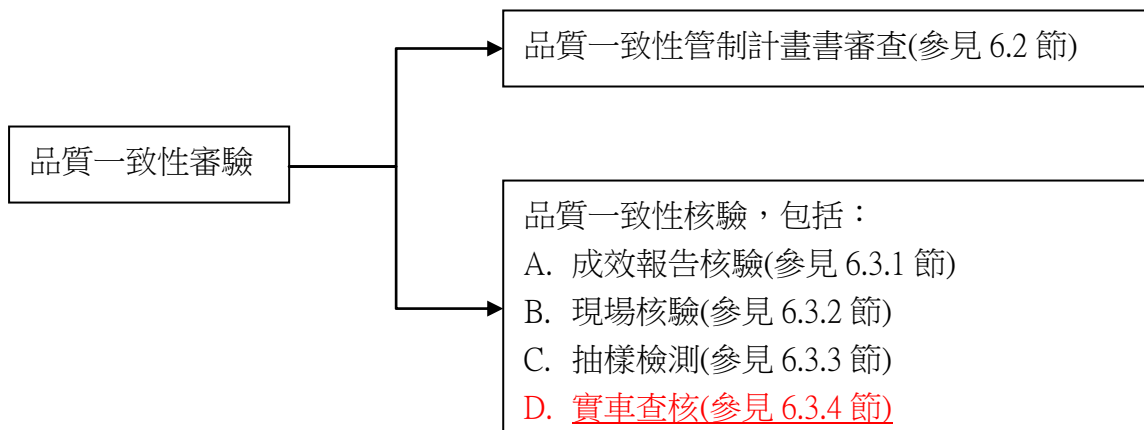 品質一致性管制計畫書審查(參見 6.2 節)
品質一致性審驗
品質一致性核驗，包括：
A. 成效報告核驗(參見 6.3.1 節)
B. 現場核驗(參見 6.3.2 節)
C. 抽樣檢測(參見 6.3.3 節)
D. 實車查核(參見 6.3.4 節)